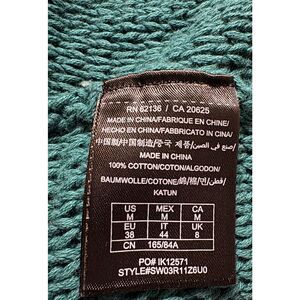 RN 62136 / CA 20625
MADE IN CHINA/FABRIQUE EN CHINE/
HECHO EN CHINA/FABBRICATO IN CINA/
中国製/中国制造/중국 제조/صنع في الصين/
MADE IN CHINA
100% COTTON/COTON/ALGODON/
BAUMWOLLE/COTONE/綿/棉/면/قطن/
KATUN
US MEX CA
M M M
EU IT UK
38 44 8
CN 165/84A
PO# IK12571
STYLE#SW03R11Z6U0